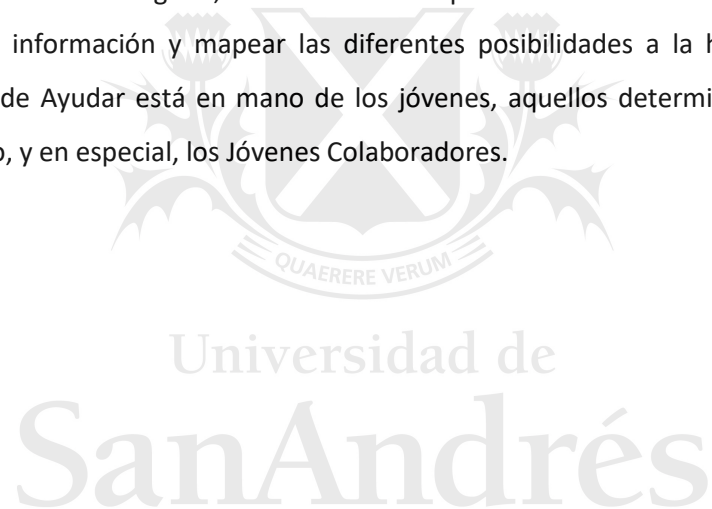 información y mapear las diferentes posibilidades a la
de Ayudar está en mano de los jóvenes, aquellos
, y en especial, los Jóvenes Colaboradores.
QUAERERE VERUM
Universidad de
SanAndrés